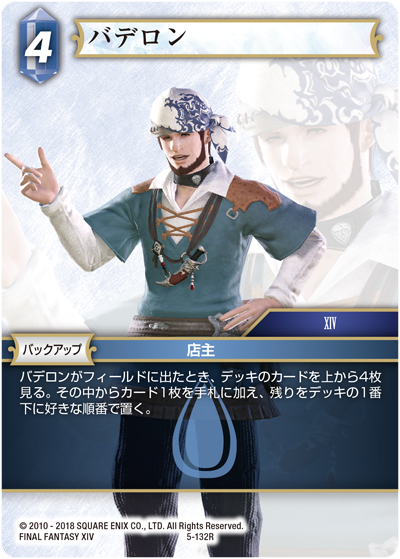 4
バデロン
XIV
バックアップ
店主
バデロンがフィールドに出たとき、デッキのカードを上から4枚
見る。その中からカード1枚を手札に加え、残りをデッキの1番
下に好きな順番で置く。
© 2010 - 2018 SQUARE ENIX CO., LTD. All Rights Reserved.
FINAL FANTASY XIV
5-132R